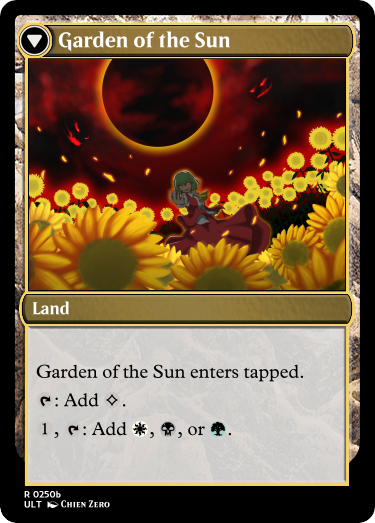 Garden of the Sun
Land
Garden of the Sun enters tapped.
: Add .
1 , : Add , , or .
R 0250b
ULT Chien Zero